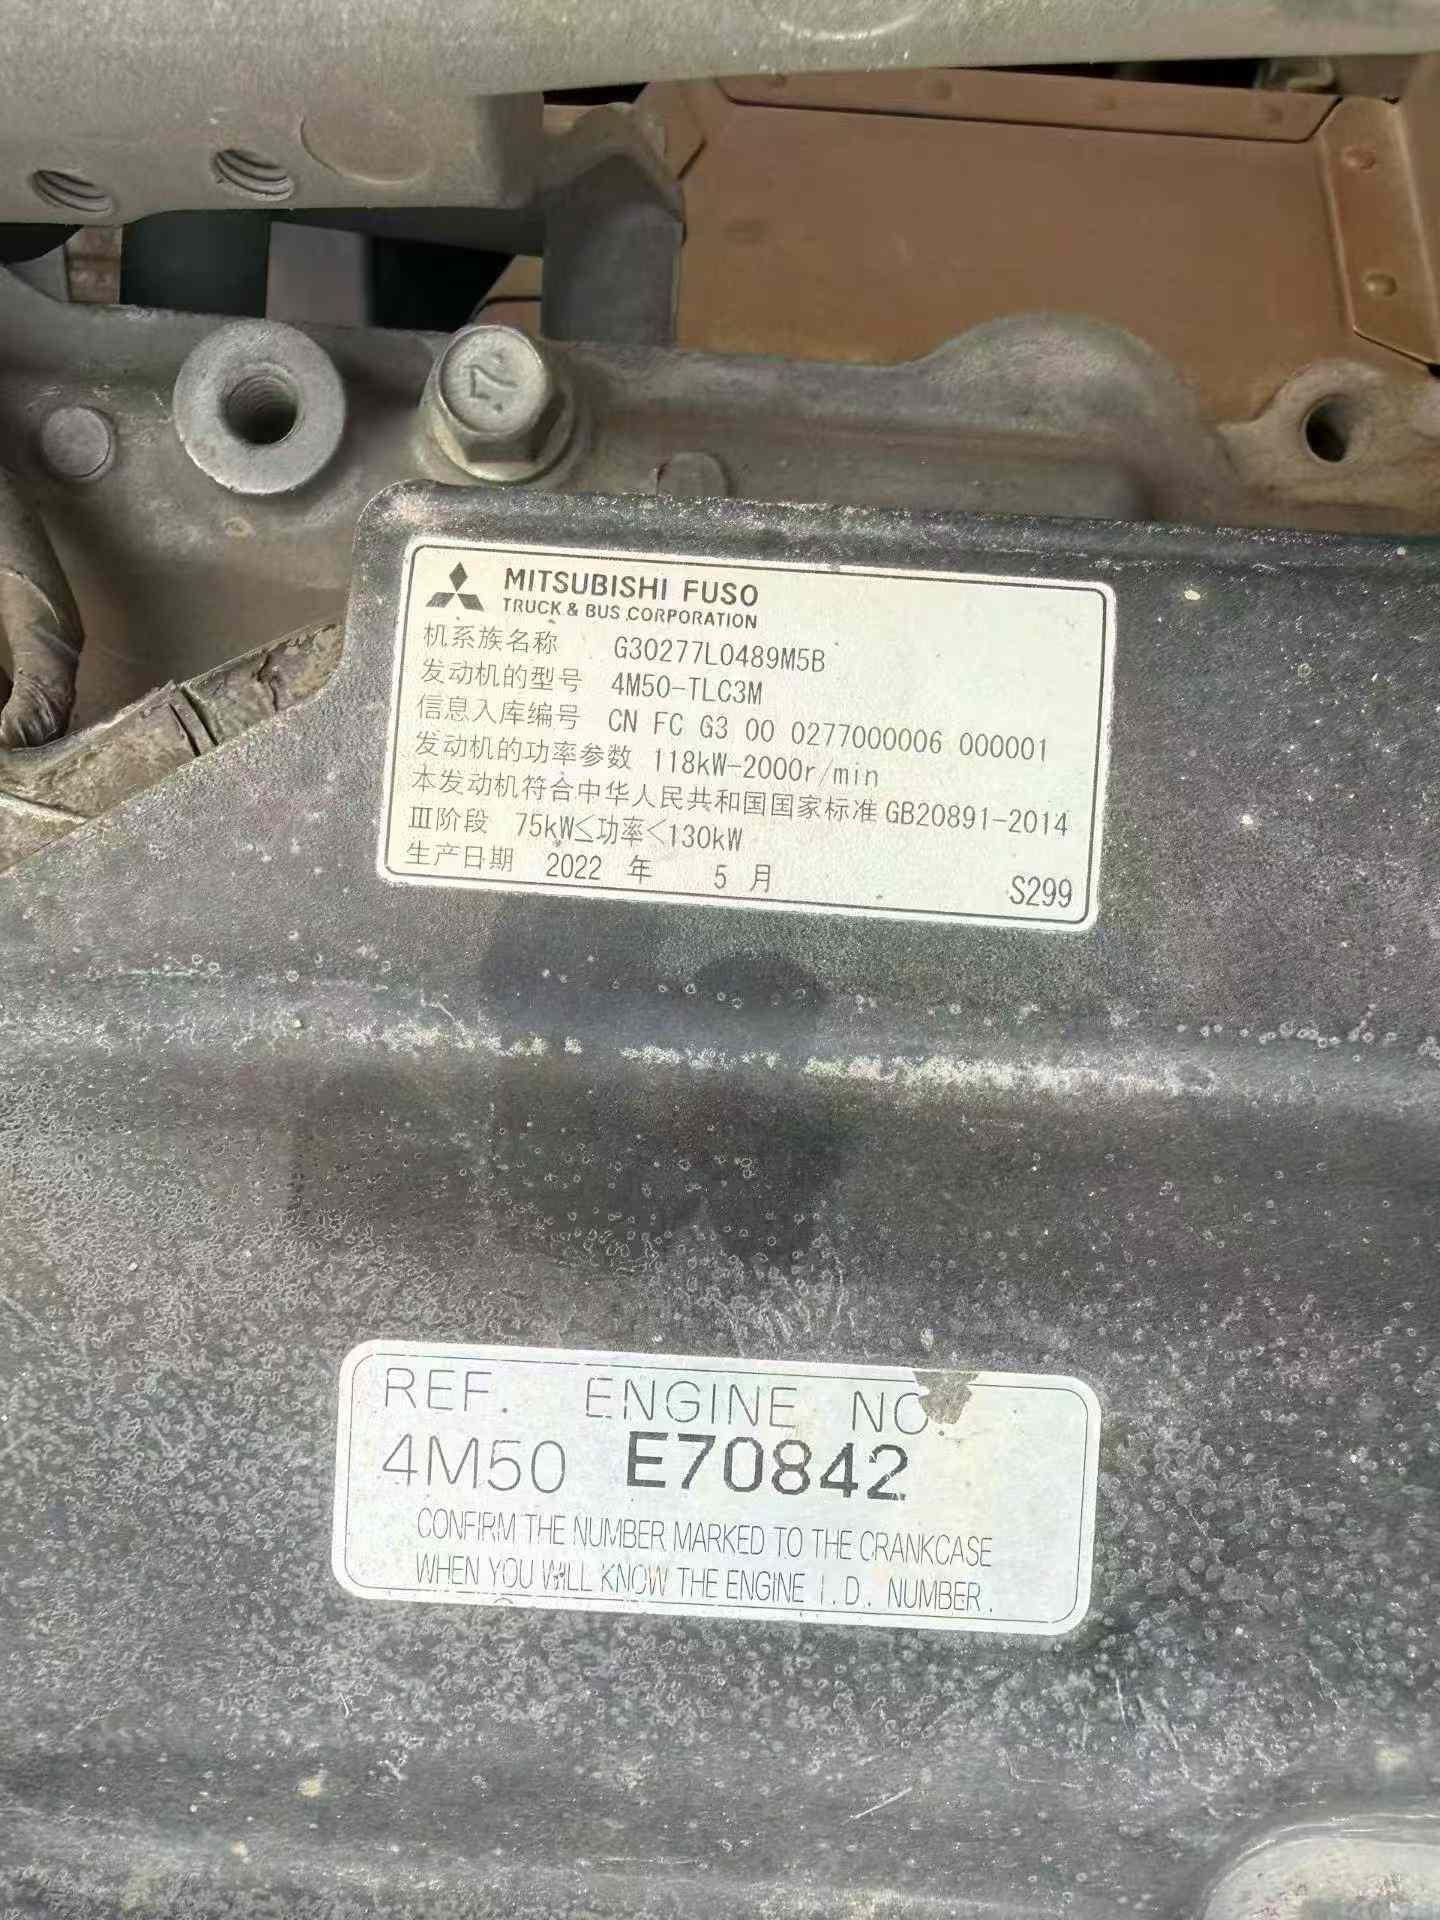 MITSUBISHI FUSO
TRUCK & BUS CORPORATION
机系族名称 G30277L0489M5B
发动机的型号 4M50-TLC3M
信息入库编号 CN FC G3 00 0277000006 000001
发动机的功率参数 118kW-2000r/min
本发动机符合中华人民共和国国家标准 GB20891-2014
Ⅲ阶段 75kW≤功率<130kW
生产日期 2022 年 5 月 S299
REF. ENGINE NO.
4M50 E70842
CONFIRM THE NUMBER MARKED TO THE CRANKCASE
WHEN YOU WILL KNOW THE ENGINE I.D. NUMBER.